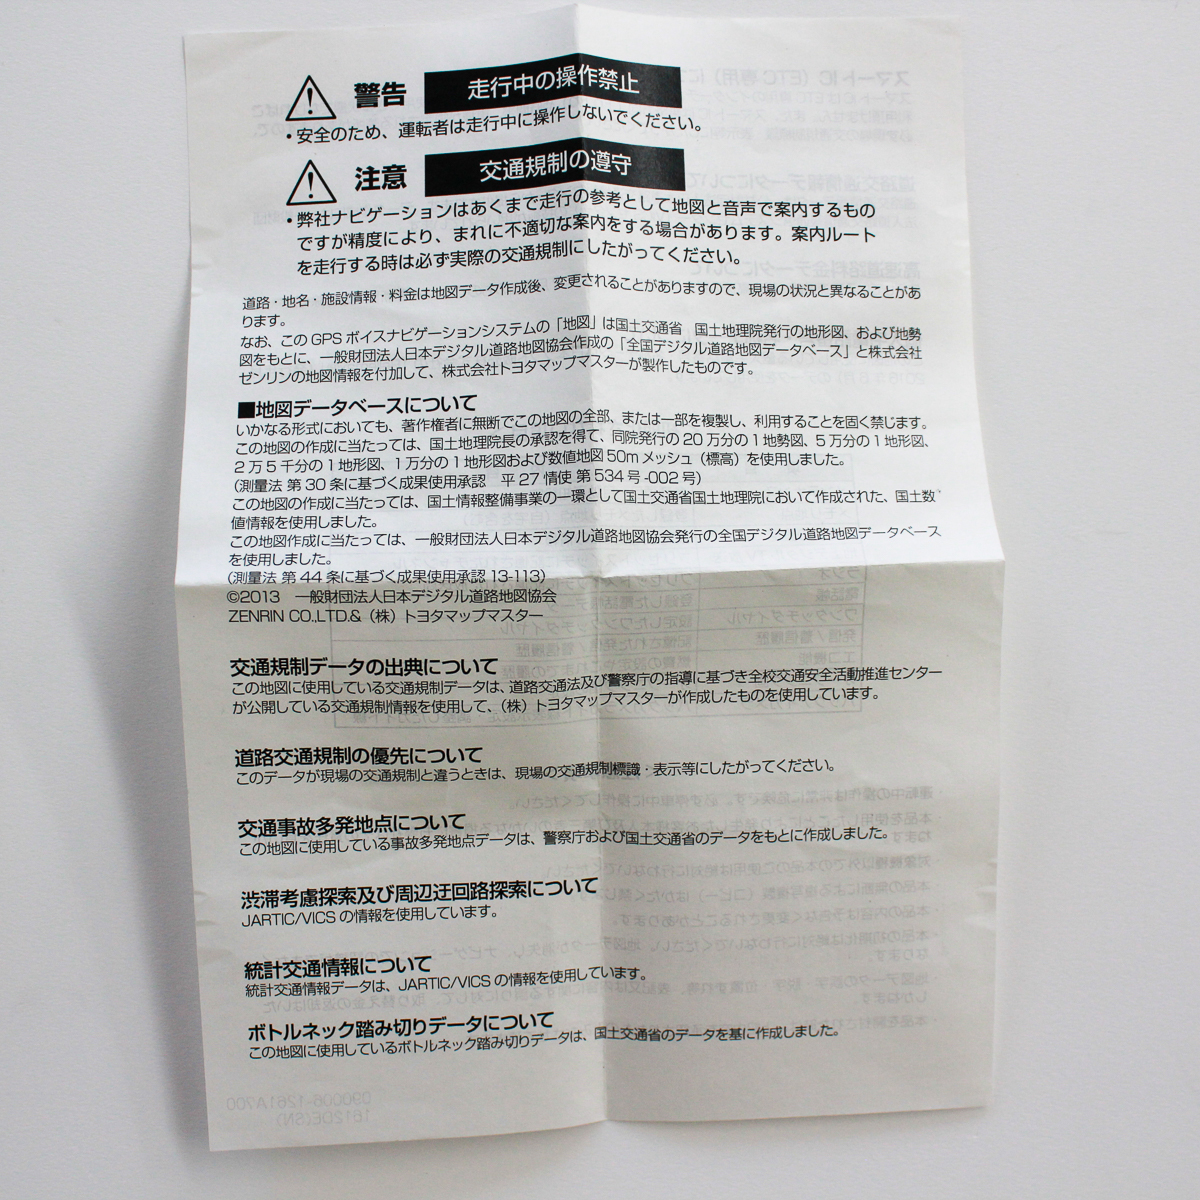 警告 走行中の操作禁止
・安全のため、運転者は走行中に操作しないでください。
注意 交通規制の遵守
・弊社ナビゲーションはあくまで走行の参考として地図と音声で案内するもの
ですが精度により、まれに不適切な案内をする場合があります。案内ルート
を走行する時は必ず実際の交通規制にしたがってください。
道路・地名・施設情報・料金は地図データ作成後、変更されることがありますので、現場の状況と異なることがあ
ります。
なお、この GPS ボイスナビゲーションシステムの「地図」は国土交通省 国土地理院発行の地形図、および地勢
図をもとに、一般財団法人日本デジタル道路地図協会作成の「全国デジタル道路地図データベース」と株式会社
ゼンリンの地図情報を付加して、株式会社トヨタマップマスターが製作したものです。
■地図データベースについて
いかなる形式においても、著作権者に無断でこの地図の全部、または一部を複製し、利用することを固く禁じます。
この地図の作成に当たっては、国土地理院長の承認を得て、同院発行の 20 万分の 1 地勢図、5 万分の 1 地形図、
2 万 5 千分の 1 地形図、1 万分の 1 地形図および数値地図 50m メッシュ（標高）を使用しました。
（測量法 第 30 条に基づく成果使用承認 平 27 情使 第 534 号 -002 号）
この地図の作成に当たっては、国土情報整備事業の一環として国土交通省国土地理院において作成された、国土数
値情報を使用しました。
この地図作成に当たっては、一般財団法人日本デジタル道路地図協会発行の全国デジタル道路地図データベース
を使用しました。
（測量法 第 44 条に基づく成果使用承認 13-113）
©2013 一般財団法人日本デジタル道路地図協会
ZENRIN CO.,LTD.&（株）トヨタマップマスター
交通規制データの出典について
この地図に使用している交通規制データは、道路交通法及び警察庁の指導に基づき全校交通安全活動推進センター
が公開している交通規制情報を使用して、（株）トヨタマップマスターが作成したものを使用しています。
道路交通規制の優先について
このデータが現場の交通規制と違うときは、現場の交通規制標識・表示等にしたがってください。
交通事故多発地点について
この地図に使用している事故多発地点データは、警察庁および国土交通省のデータをもとに作成しました。
渋滞考慮探索及び周辺迂回路探索について
JARTIC/VICS の情報を使用しています。
統計交通情報について
統計交通情報データは、JARTIC/VICS の情報を使用しています。
ボトルネック踏み切りデータについて
この地図に使用しているボトルネック踏み切りデータは、国土交通省のデータを基に作成しました。
090006-1261A700
1612DE(SN)